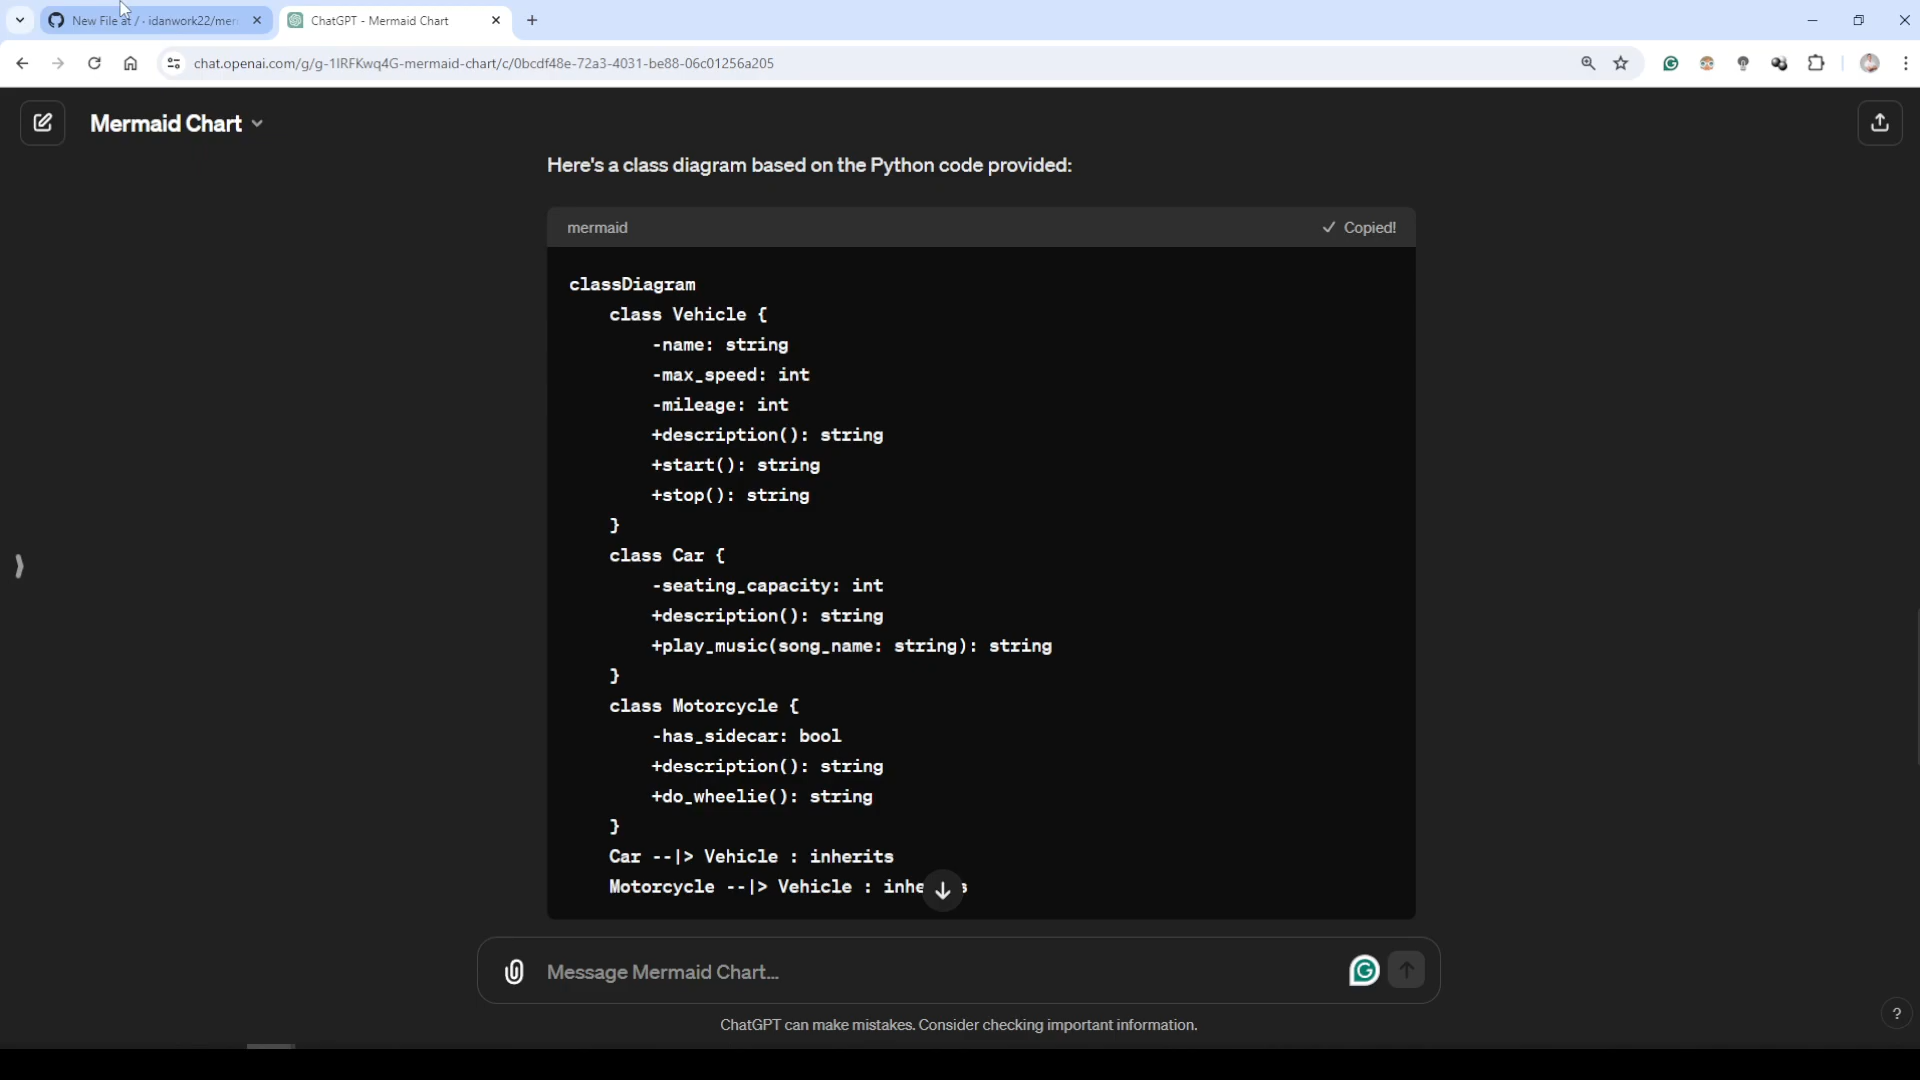 New File at / · idanwork22/mer
ChatGPT - Mermaid Chart
chat.openai.com/g/g-1IRFKwq4G-mermaid-chart/c/0bcdf48e-72a3-4031-be88-06c01256a205
Mermaid Chart
Here's a class diagram based on the Python code provided:
mermaid
Copied!
classDiagram
class Vehicle {
-name: string
-max_speed: int
-mileage: int
+description(): string
+start(): string
+stop(): string
}
class Car {
-seating_capacity: int
+description(): string
+play_music(song_name: string): string
}
class Motorcycle {
-has_sidecar: bool
+description(): string
+do_wheelie(): string
}
Car --|> Vehicle : inherits
Motorcycle --|> Vehicle :
Message Mermaid Chart...
ChatGPT can make mistakes. Consider checking important information.
?